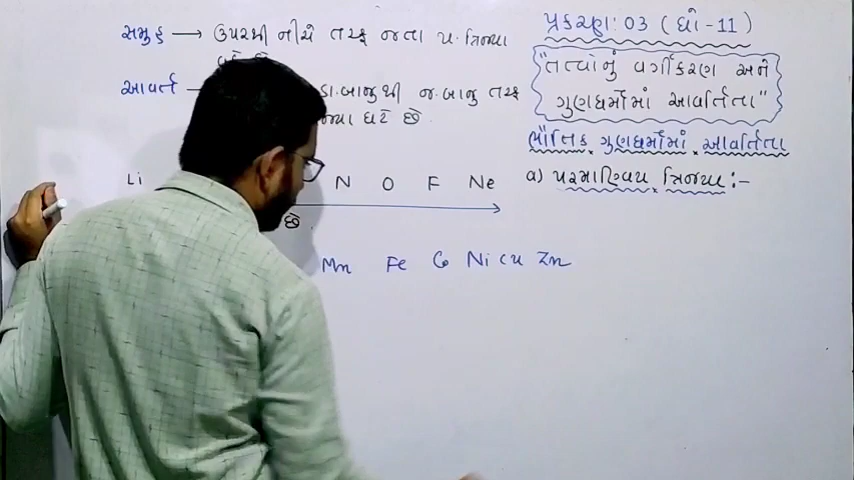 પ્રકરણ: 03 (ધો-11)
"તત્વોનું વર્ગીકરણ અને
ગુણધર્મોમાં આવર્તિતા"
ભૌતિક ગુણધર્મોમાં આવર્તિતા
a) પરમાણ્વિય ત્રિજ્યા :-
સમુહ → ઉપરથી નીચે તરફ જતા પ. ત્રિજ્યા
આવર્ત ડા.બાજુથી જ.બાજુ તરફ
ઘટે છે.
Li N O F Ne
છે.
Mn Fe Co Ni Cu Zn